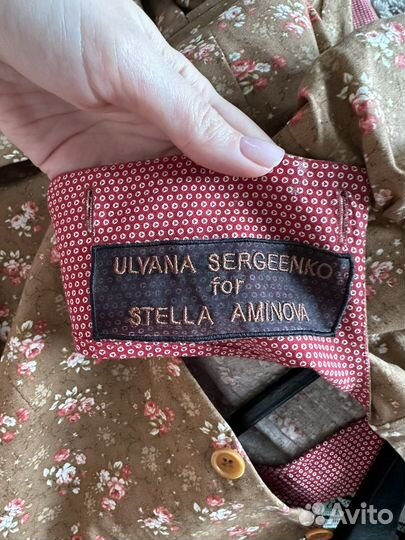 ULYANA SERGEENKO
for
STELLA AMINOVA
Avito